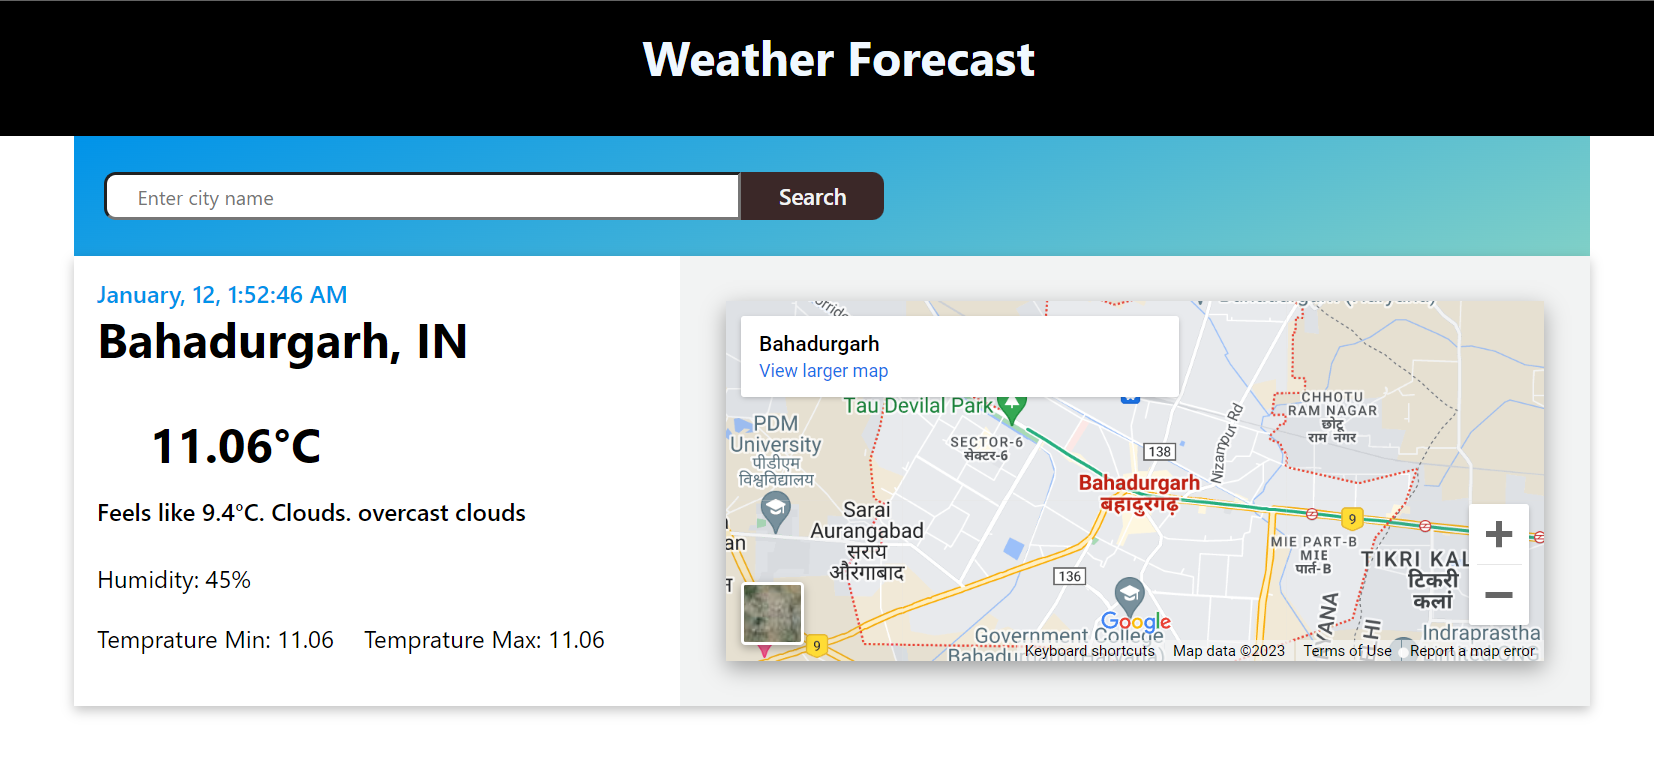 Weather Forecast
Enter city name
Search
January, 12, 1:52:46 AM
Bahadurgarh, IN
11.06°C
Feels like 9.4°C. Clouds. overcast clouds
Humidity: 45%
Temprature Min: 11.06 Temprature Max: 11.06
Bahadurgarh
View larger map
Tau Devilal Park
PDM
University
पीडीएम
विश्वविद्यालय
SECTOR-6
सेक्टर-6
138
Nizampur Rd
CHHOTU
RAM NAGAR
छोटू
राम नगर
Bahadurgarh
बहादुरगढ़
Sarai
Aurangabad
सराय
औरंगाबाद
9
MIE PART-B
MIE
पार्ट-B
TIKRI KAL
टिकरी
कलां
136
9
Google
Government College
Indraprastha
Keyboard shortcuts Map data ©2023 Terms of Use Report a map error